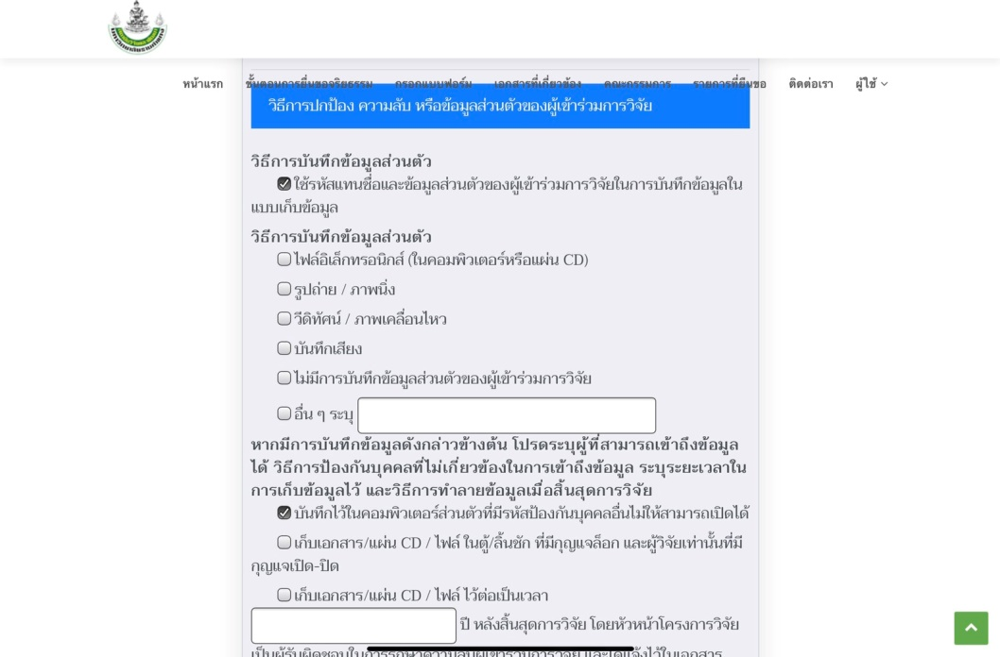 หน้าแรก ขั้นตอนการยื่นขอจริยธรรม กรอกแบบฟอร์ม เอกสารที่เกี่ยวข้อง คณะกรรมการ รายการที่ยื่นขอ ติดต่อเรา ผู้ใช้
วิธีการปกป้อง ความลับ หรือข้อมูลส่วนตัวของผู้เข้าร่วมการวิจัย
วิธีการบันทึกข้อมูลส่วนตัว
ใช้รหัสแทนชื่อและข้อมูลส่วนตัวของผู้เข้าร่วมการวิจัยในการบันทึกข้อมูลใน
แบบเก็บข้อมูล
วิธีการบันทึกข้อมูลส่วนตัว
ไฟล์อิเล็กทรอนิกส์ (ในคอมพิวเตอร์หรือแผ่น CD)
รูปถ่าย / ภาพนิ่ง
วีดิทัศน์ / ภาพเคลื่อนไหว
บันทึกเสียง
ไม่มีการบันทึกข้อมูลส่วนตัวของผู้เข้าร่วมการวิจัย
อื่น ๆ ระบุ
หากมีการบันทึกข้อมูลดังกล่าวข้างต้น โปรดระบุผู้ที่สามารถเข้าถึงข้อมูล
ได้ วิธีการป้องกันบุคคลที่ไม่เกี่ยวข้องในการเข้าถึงข้อมูล ระบุระยะเวลาใน
การเก็บข้อมูลไว้ และวิธีการทำลายข้อมูลเมื่อสิ้นสุดการวิจัย
บันทึกไว้ในคอมพิวเตอร์ส่วนตัวที่มีรหัสป้องกันบุคคลอื่นไม่ให้สามารถเปิดได้
เก็บเอกสาร/แผ่น CD / ไฟล์ ในตู้/ลิ้นชัก ที่มีกุญแจล็อก และผู้วิจัยเท่านั้นที่มี
กุญแจเปิด-ปิด
เก็บเอกสาร/แผ่น CD / ไฟล์ ไว้ต่อเป็นเวลา
ปี หลังสิ้นสุดการวิจัย โดยหัวหน้าโครงการวิจัย